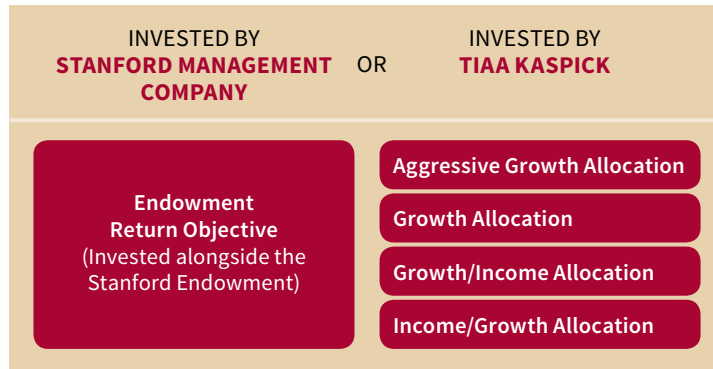 INVESTED BY
STANFORD MANAGEMENT
COMPANY
OR
INVESTED BY
TIAA KASPICK
Endowment
Return Objective
(Invested alongside the
Stanford Endowment)
Aggressive Growth Allocation
Growth Allocation
Growth/Income Allocation
Income/Growth Allocation